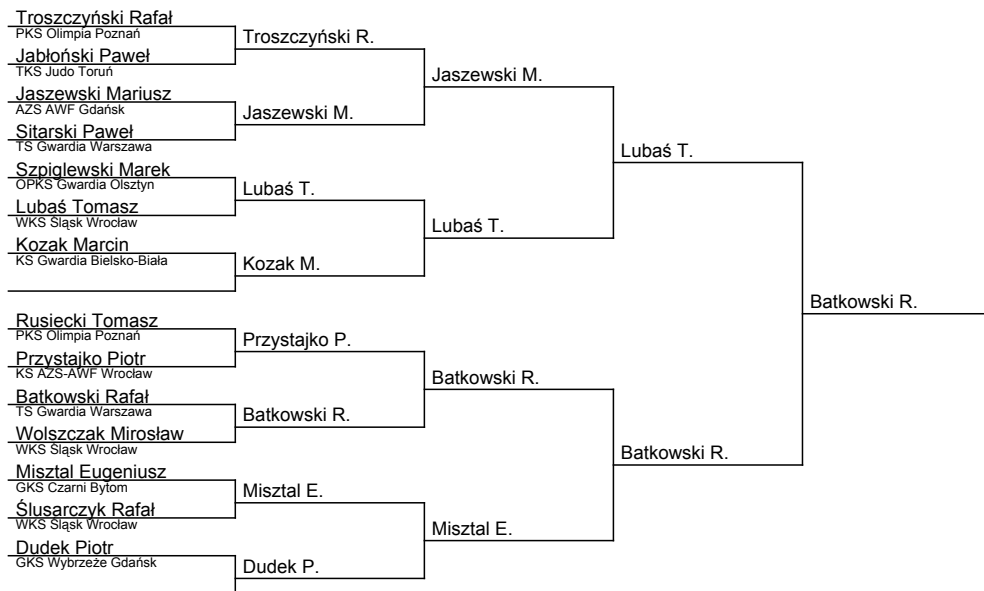 Troszczyński Rafał
PKS Olimpia Poznań
Jabłoński Paweł
TKS Judo Toruń
Jaszewski Mariusz
AZS AWF Gdańsk
Sitarski Paweł
TS Gwardia Warszawa
Szpiglewski Marek
OPKS Gwardia Olsztyn
Lubaś Tomasz
WKS Śląsk Wrocław
Kozak Marcin
KS Gwardia Bielsko-Biała
Rusiecki Tomasz
PKS Olimpia Poznań
Przystajko Piotr
KS AZS-AWF Wrocław
Batkowski Rafał
TS Gwardia Warszawa
Wolszczak Mirosław
WKS Śląsk Wrocław
Misztal Eugeniusz
GKS Czarni Bytom
Ślusarczyk Rafał
WKS Śląsk Wrocław
Dudek Piotr
GKS Wybrzeże Gdańsk
Troszczyński R.
Jaszewski M.
Lubaś T.
Kozak M.
Przystajko P.
Batkowski R.
Misztal E.
Dudek P.
Jaszewski M.
Lubaś T.
Batkowski R.
Misztal E.
Lubaś T.
Batkowski R.
Batkowski R.